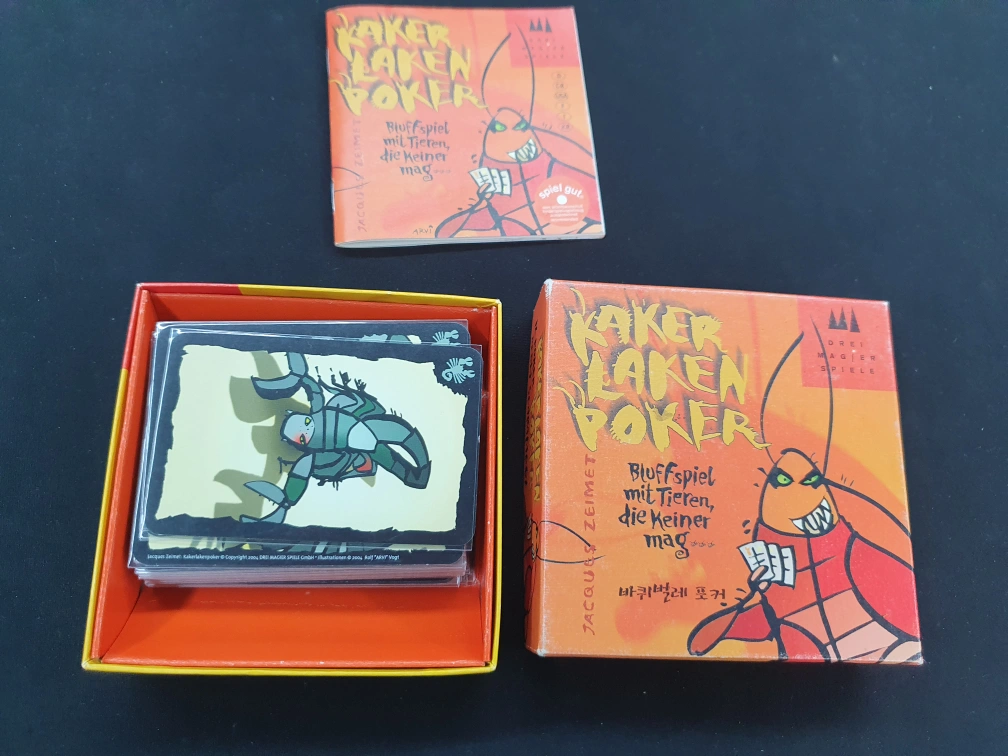 KAKER
LAKEN
POKER
Bluffspiel
mit Tieren,
die Keiner
mag...
JACQUES ZEIMET
spiel gut
ARVi
Jacques Zeimet: Kakerlakenpoker © Copyright 2004 DREI MAGIER SPIELE GmbH * Illustrationen © 2004 Rolf "ARVi" Vogt
KAKER
LAKEN
POKER
DREI
MAGIER
SPIELE
Bluffspiel
mit Tieren,
die Keiner
mag...
바퀴벌레 포커
JACQUES ZEIMET